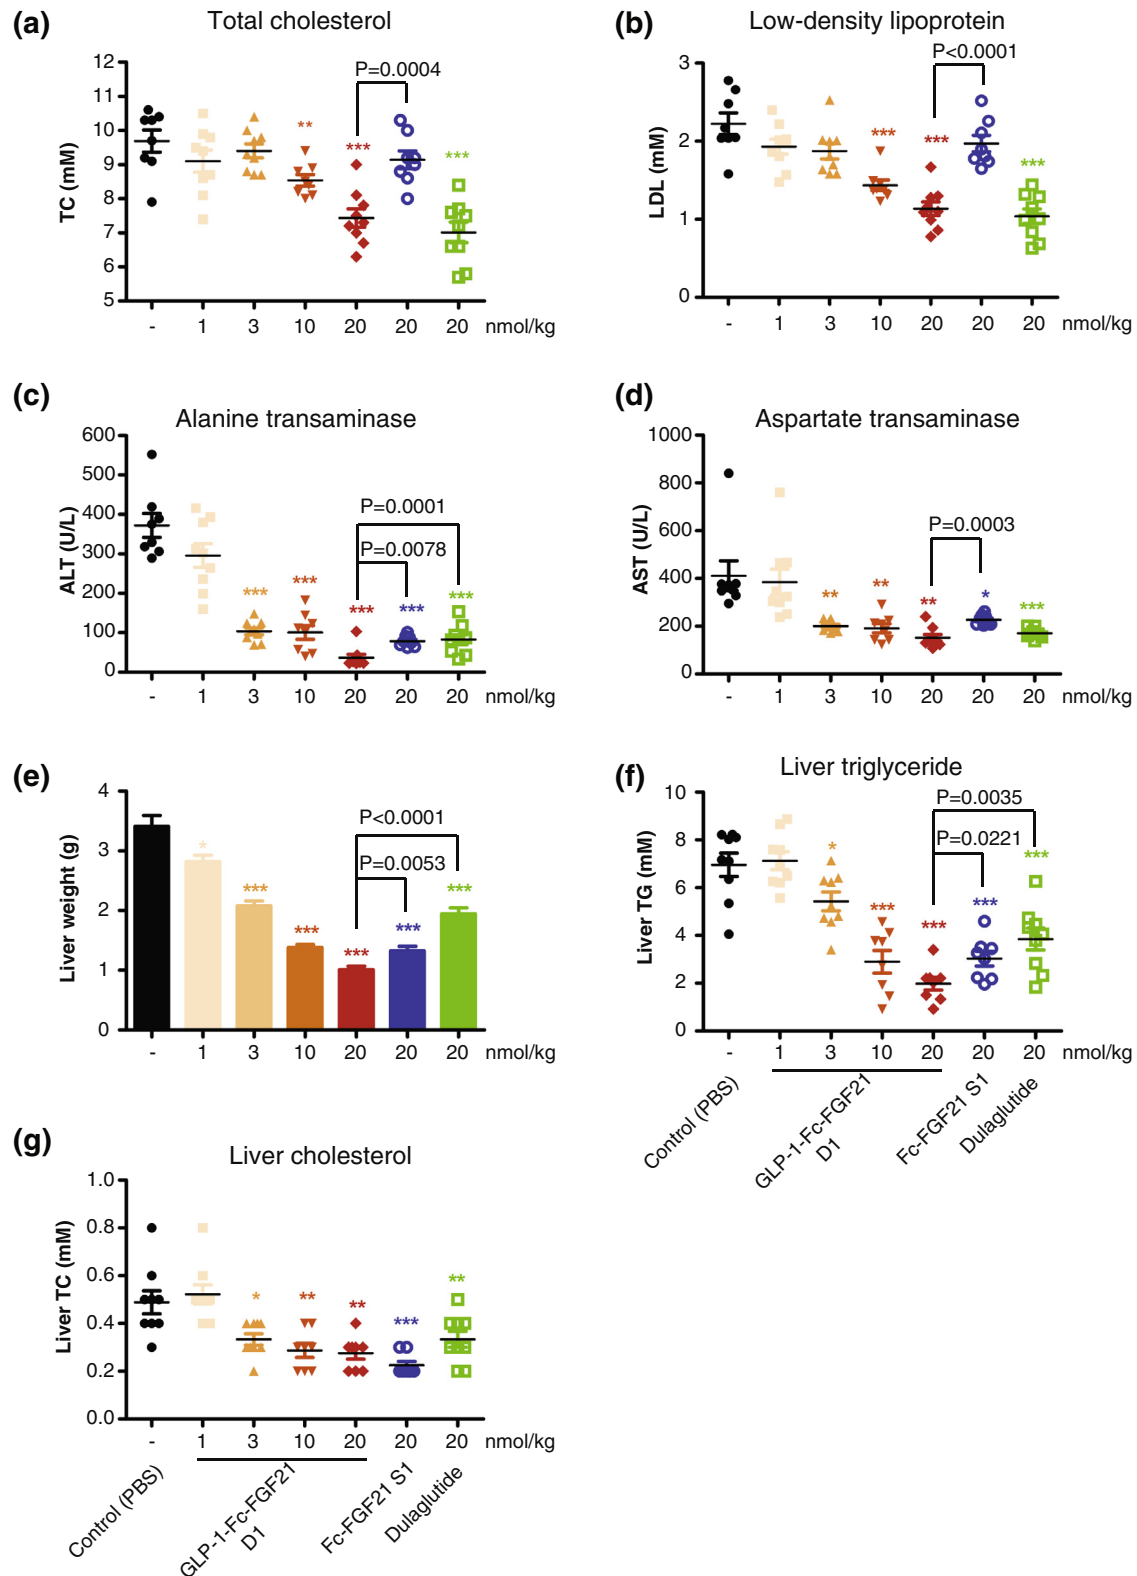 (a) Total cholesterol
P=0.0004
TC (mM)
12
11
10
9
8
7
6
5
** *** ***
- 1 3 10 20 20 20 nmol/kg
(b) Low-density lipoprotein
P<0.0001
LDL (mM)
3
2
1
0
*** *** ***
- 1 3 10 20 20 20 nmol/kg
(c) Alanine transaminase
P=0.0001
P=0.0078
ALT (U/L)
600
500
400
300
200
100
0
*** *** *** *** ***
- 1 3 10 20 20 20 nmol/kg
(d) Aspartate transaminase
P=0.0003
AST (U/L)
1000
800
600
400
200
0
** ** ** * ***
- 1 3 10 20 20 20 nmol/kg
(e)
P<0.0001
P=0.0053
Liver weight (g)
4
3
2
1
0
* *** *** *** *** ***
- 1 3 10 20 20 20 nmol/kg
(f) Liver triglyceride
P=0.0035
P=0.0221
Liver TG (mM)
10
8
6
4
2
0
* *** *** *** ***
- 1 3 10 20 20 20 nmol/kg
Control (PBS)
GLP-1-Fc-FGF21
D1
Fc-FGF21 S1
Dulaglutide
(g) Liver cholesterol
Liver TC (mM)
1.0
0.8
0.6
0.4
0.2
0.0
* ** ** *** **
- 1 3 10 20 20 20 nmol/kg
Control (PBS)
GLP-1-Fc-FGF21
D1
Fc-FGF21 S1
Dulaglutide